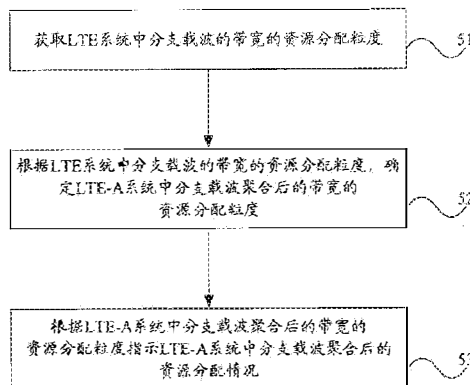 获取LTE系统中分支载波的带宽的资源分配粒度
51
根据LTE系统中分支载波的带宽的资源分配粒度，确
定LTE-A系统中分支载波聚合后的带宽的
资源分配粒度
52
根据LTE-A系统中分支载波聚合后的带宽的
资源分配粒度指示LTE-A系统中分支载波聚合后的
资源分配情况
53